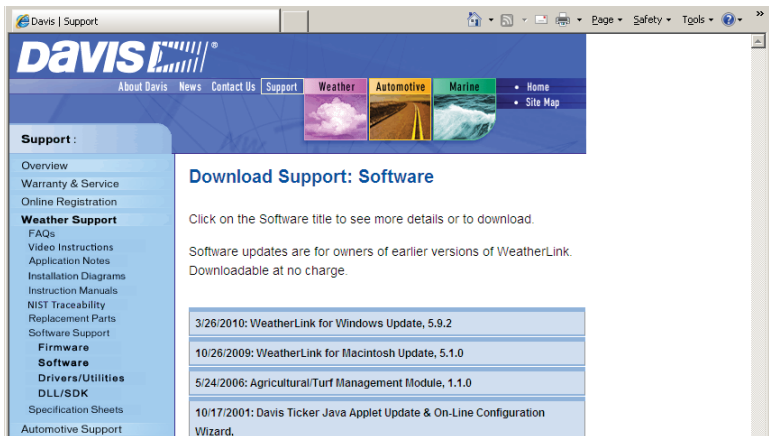 Davis | Support
Page
Safety
Tools
»
DAVIS
®
About Davis News Contact Us Support Weather Automotive Marine • Home
• Site Map
Support :
Overview
Warranty & Service
Online Registration
Weather Support
FAQs
Video Instructions
Application Notes
Installation Diagrams
Instruction Manuals
NIST Traceability
Replacement Parts
Software Support
Firmware
Software
Drivers/Utilities
DLL/SDK
Specification Sheets
Automotive Support
Download Support: Software
Click on the Software title to see more details or to download.
Software updates are for owners of earlier versions of WeatherLink.
Downloadable at no charge.
3/26/2010: WeatherLink for Windows Update, 5.9.2
10/26/2009: WeatherLink for Macintosh Update, 5.1.0
5/24/2006: Agricultural/Turf Management Module, 1.1.0
10/17/2001: Davis Ticker Java Applet Update & On-Line Configuration
Wizard,